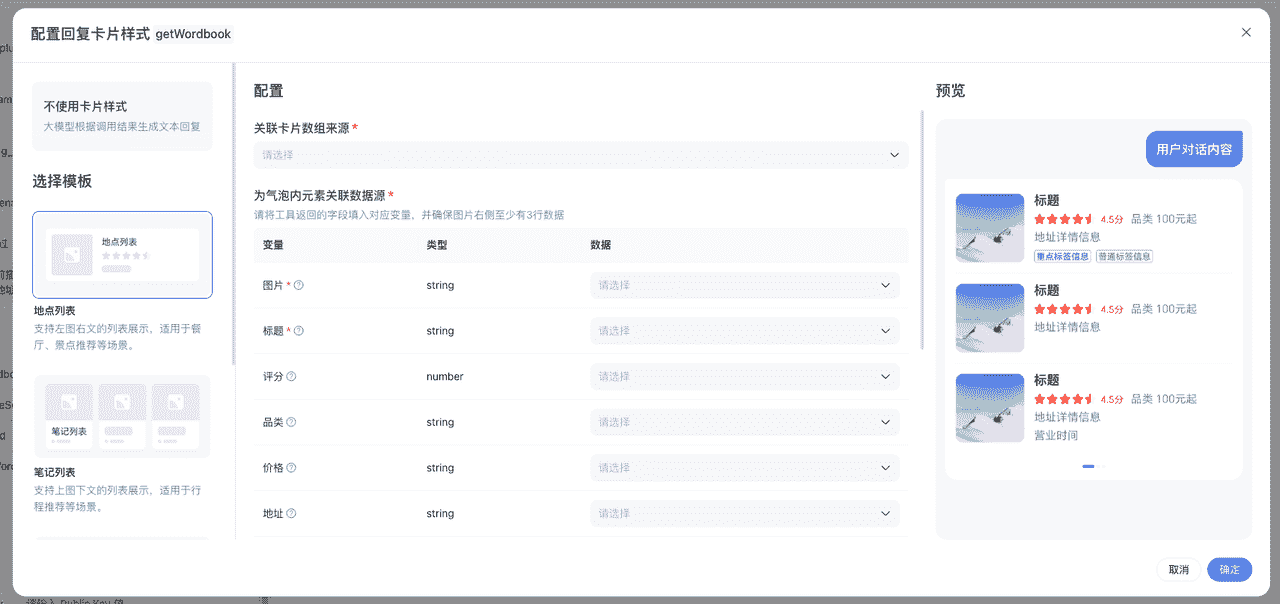 配置回复卡片样式 getWordbook
不使用卡片样式
大模型根据调用结果生成文本回复
选择模板
地点列表
地点列表
支持左图右文的列表展示，适用于餐
厅、景点推荐等场景。
笔记列表
笔记列表
支持上图下文的列表展示，适用于行
程推荐等场景。
配置
关联卡片数组来源 *
请选择
为气泡内元素关联数据源 *
请将工具返回的字段填入对应变量，并确保图片右侧至少有3行数据
变量 类型 数据
图片 * string 请选择
标题 * string 请选择
评分 number 请选择
品类 string 请选择
价格 string 请选择
地址 string 请选择
预览
用户对话内容
标题
4.5分 品类 100元起
地址详情信息
重点标签信息 普通标签信息
标题
4.5分 品类 100元起
地址详情信息
标题
4.5分 品类 100元起
地址详情信息
营业时间
取消 确定